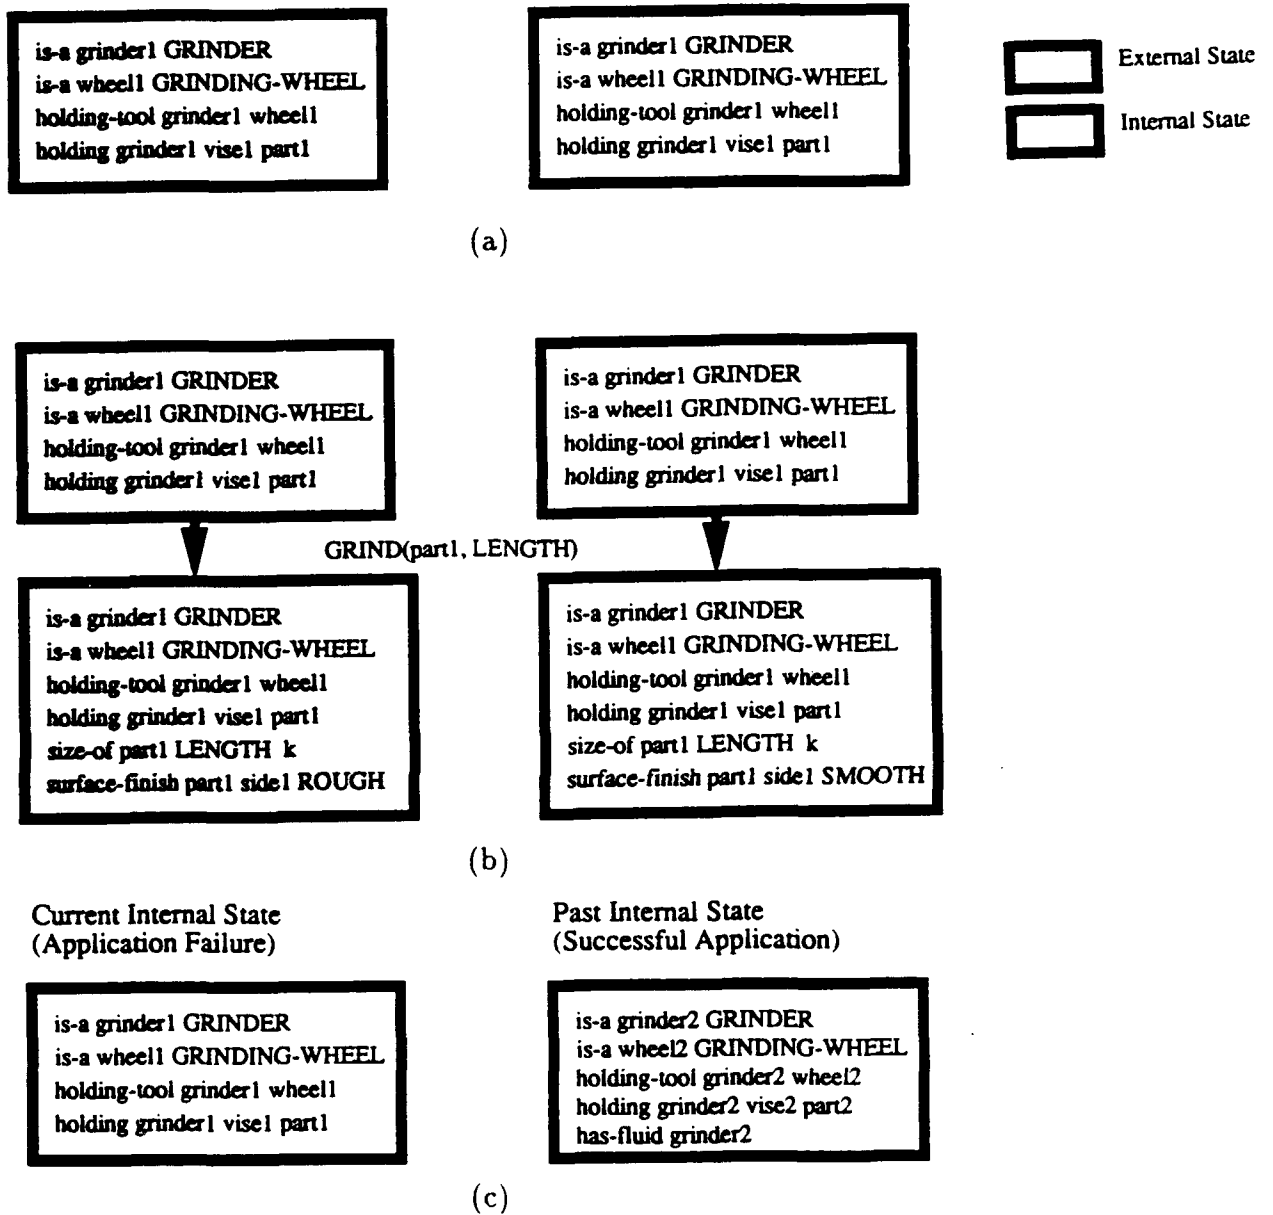 is-a grinder1 GRINDER
is-a wheel1 GRINDING-WHEEL
holding-tool grinder1 wheel1
holding grinder1 vise1 part1
is-a grinder1 GRINDER
is-a wheel1 GRINDING-WHEEL
holding-tool grinder1 wheel1
holding grinder1 vise1 part1
External State
Internal State
(a)
is-a grinder1 GRINDER
is-a wheel1 GRINDING-WHEEL
holding-tool grinder1 wheel1
holding grinder1 vise1 part1
is-a grinder1 GRINDER
is-a wheel1 GRINDING-WHEEL
holding-tool grinder1 wheel1
holding grinder1 vise1 part1
GRIND(part1, LENGTH)
is-a grinder1 GRINDER
is-a wheel1 GRINDING-WHEEL
holding-tool grinder1 wheel1
holding grinder1 vise1 part1
size-of part1 LENGTH k
surface-finish part1 side1 ROUGH
is-a grinder1 GRINDER
is-a wheel1 GRINDING-WHEEL
holding-tool grinder1 wheel1
holding grinder1 vise1 part1
size-of part1 LENGTH k
surface-finish part1 side1 SMOOTH
(b)
Current Internal State
(Application Failure)
is-a grinder1 GRINDER
is-a wheel1 GRINDING-WHEEL
holding-tool grinder1 wheel1
holding grinder1 vise1 part1
Past Internal State
(Successful Application)
is-a grinder2 GRINDER
is-a wheel2 GRINDING-WHEEL
holding-tool grinder2 wheel2
holding grinder2 vise2 part2
has-fluid grinder2
(c)